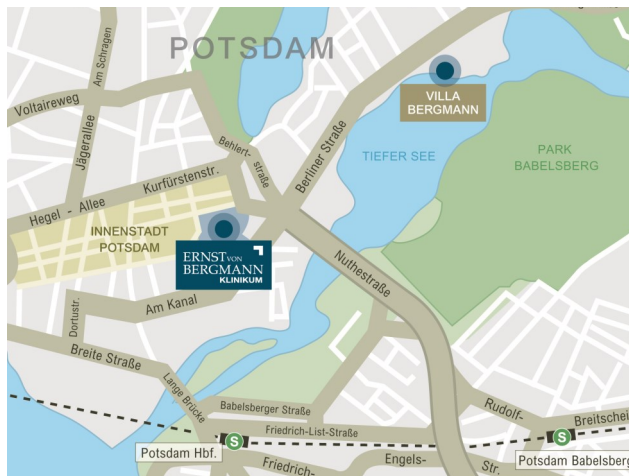 POTSDAM
Am Schragen
Voltaireweg
Jägerallee
Behlert-
straße
Berliner Straße
VILLA
BERGMANN
TIEFER SEE
PARK
BABELSBERG
Kurfürstenstr.
Hegel - Allee
INNENSTADT
POTSDAM
ERNST VON
BERGMANN
KLINIKUM
Nuthestraße
Am Kanal
Dortustr.
Breite Straße
Lange Brücke
Babelsberger Straße
Friedrich-List-Straße
Rudolf-
Breitscheid
S
Potsdam Hbf.
Friedrich-
Engels-
Str.
S
Potsdam Babelsberg